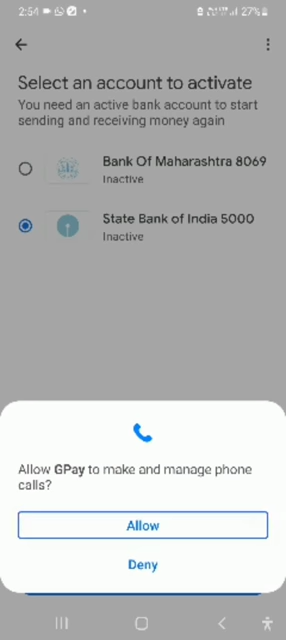 2:54
27%
Select an account to activate
You need an active bank account to start
sending and receiving money again
Bank Of Maharashtra 8069
Inactive
State Bank of India 5000
Inactive
Allow GPay to make and manage phone
calls?
Allow
Deny